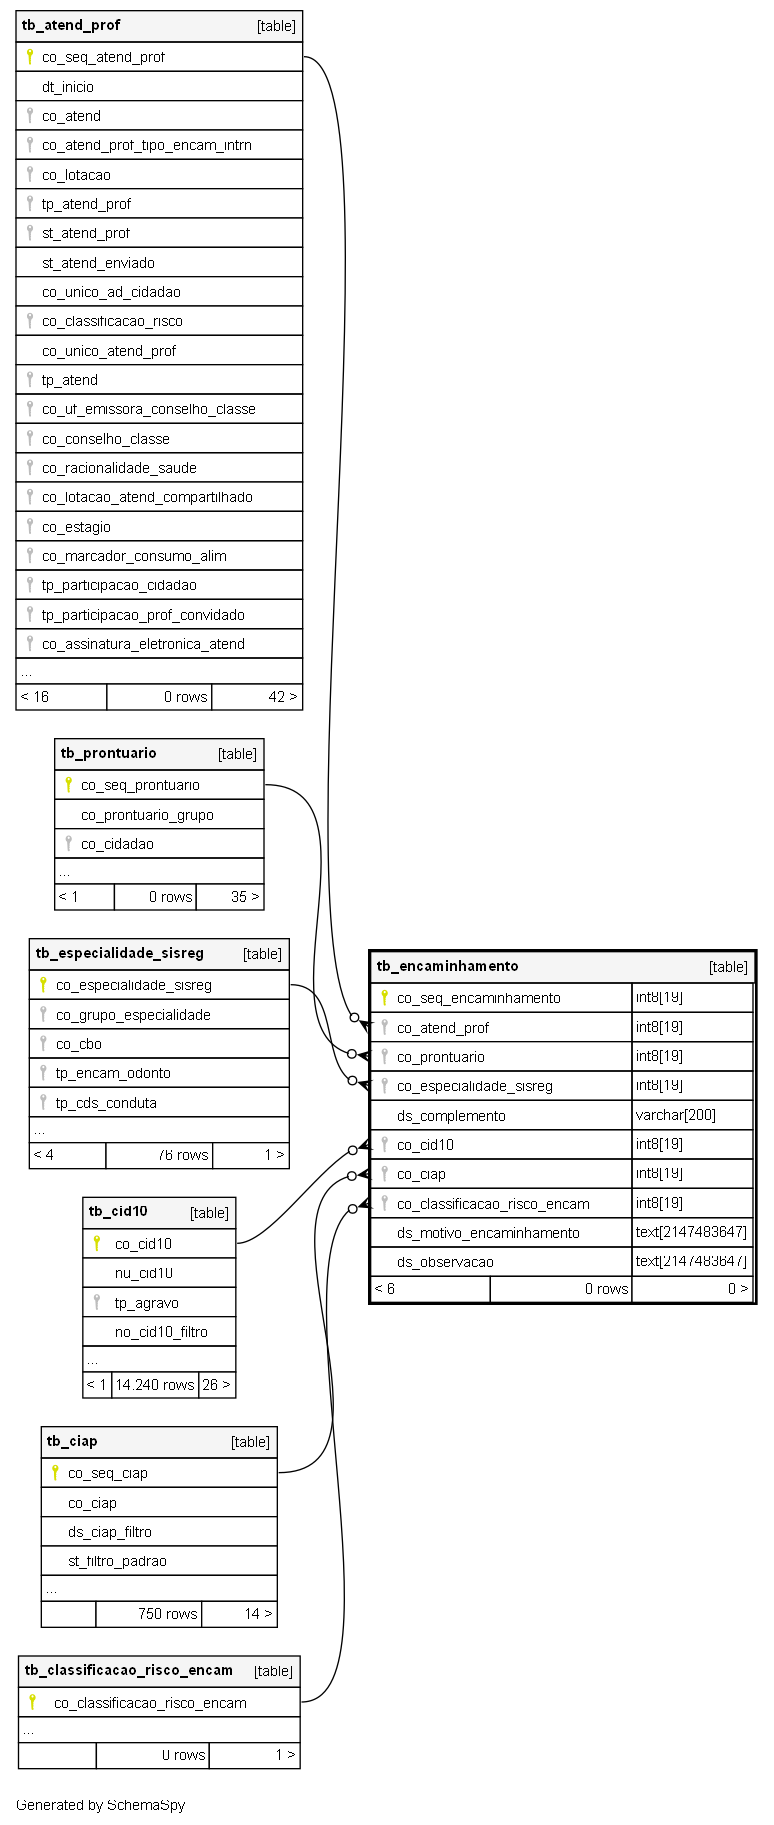 tb_atend_prof [table]
co_seq_atend_prof
dt_inicio
co_atend
co_atend_prof_tipo_encam_intrn
co_lotacao
tp_atend_prof
st_atend_prof
st_atend_enviado
co_unico_ad_cidadao
co_classificacao_risco
co_unico_atend_prof
tp_atend
co_uf_emissora_conselho_classe
co_conselho_classe
co_racionalidade_saude
co_lotacao_atend_compartilhado
co_estagio
co_marcador_consumo_alim
tp_participacao_cidadao
tp_participacao_prof_convidado
co_assinatura_eletronica_atend
...
< 16 0 rows 42 >
tb_prontuario [table]
co_seq_prontuario
co_prontuario_grupo
co_cidadao
...
< 1 0 rows 35 >
tb_especialidade_sisreg [table]
co_especialidade_sisreg
co_grupo_especialidade
co_cbo
tp_encam_odonto
tp_cds_conduta
...
< 4 76 rows 1 >
tb_cid10 [table]
co_cid10
nu_cid10
tp_agravo
no_cid10_filtro
...
< 1 14.240 rows 26 >
tb_ciap [table]
co_seq_ciap
co_ciap
ds_ciap_filtro
st_filtro_padrao
...
750 rows 14 >
tb_classificacao_risco_encam [table]
co_classificacao_risco_encam
...
0 rows 1 >
tb_encaminhamento [table]
co_seq_encaminhamento int8[19]
co_atend_prof int8[19]
co_prontuario int8[19]
co_especialidade_sisreg int8[19]
ds_complemento varchar[200]
co_cid10 int8[19]
co_ciap int8[19]
co_classificacao_risco_encam int8[19]
ds_motivo_encaminhamento text[2147483647]
ds_observacao text[2147483647]
< 6 0 rows 0 >
Generated by SchemaSpy